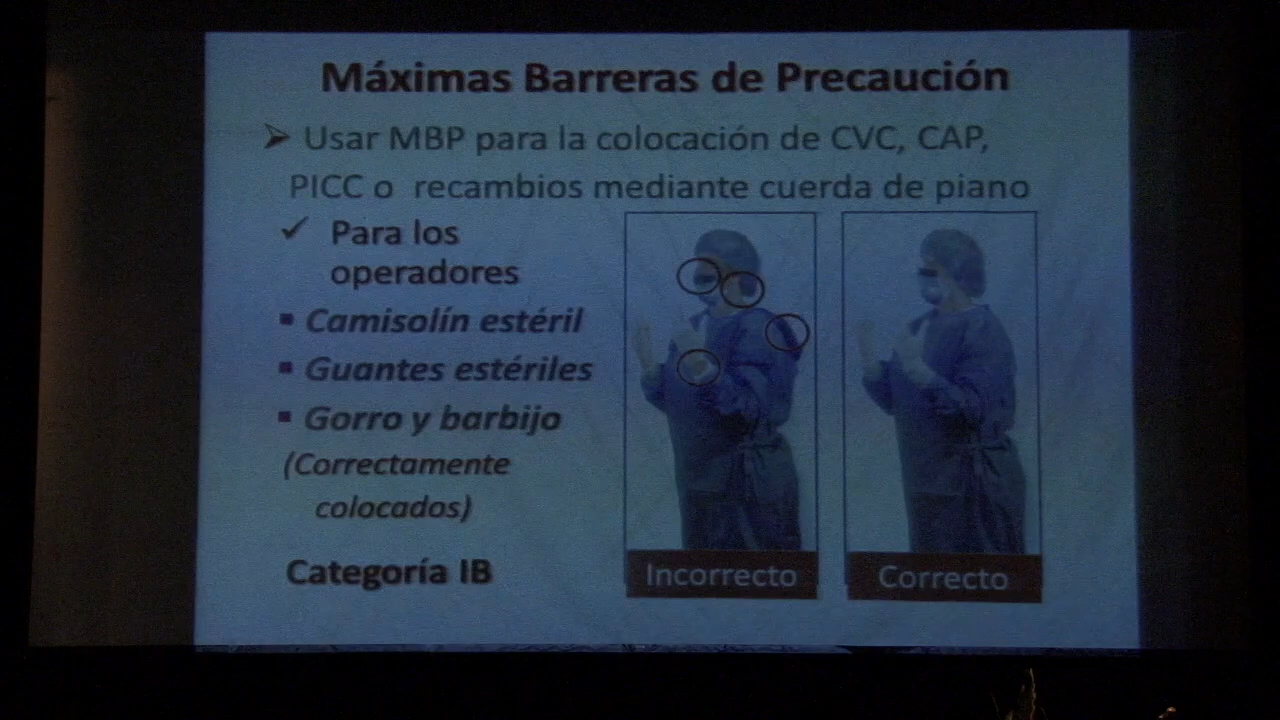 Máximas Barreras de Precaución
➢ Usar MBP para la colocación de CVC, CAP,
PICC o recambios mediante cuerda de piano
✓ Para los
operadores
▪ Camisolín estéril
▪ Guantes estériles
▪ Gorro y barbijo
(Correctamente
colocados)
Categoría IB
Incorrecto
Correcto